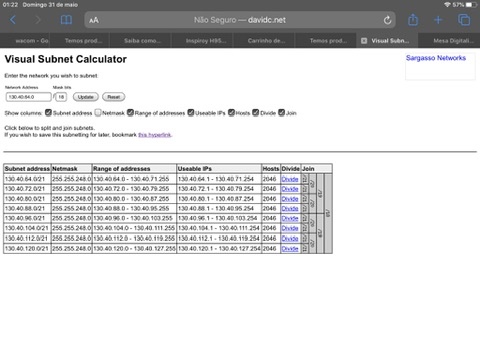 01:22 Domingo 31 de maio
57%
AA
Não Seguro — davidc.net
wacom - Go
Temos prod...
Saiba como...
Inspiroy H95...
Carrinho de...
Temos prod...
Visual Subn...
Mesa Digitali...
Visual Subnet Calculator
Sargasso Networks
Enter the network you wish to subnet:
Network Address Mask bits
130.40.64.0 / 18 Update Reset
Show columns: Subnet address Netmask Range of addresses Useable IPs Hosts Divide Join
Click below to split and join subnets.
If you wish to save this subnetting for later, bookmark this hyperlink.
Subnet address Netmask Range of addresses Useable IPs Hosts Divide Join
130.40.64.0/21 255.255.248.0 130.40.64.0 - 130.40.71.255 130.40.64.1 - 130.40.71.254 2046 Divide /21 /20 /19 /18
130.40.72.0/21 255.255.248.0 130.40.72.0 - 130.40.79.255 130.40.72.1 - 130.40.79.254 2046 Divide /21
130.40.80.0/21 255.255.248.0 130.40.80.0 - 130.40.87.255 130.40.80.1 - 130.40.87.254 2046 Divide /21 /20
130.40.88.0/21 255.255.248.0 130.40.88.0 - 130.40.95.255 130.40.88.1 - 130.40.95.254 2046 Divide /21
130.40.96.0/21 255.255.248.0 130.40.96.0 - 130.40.103.255 130.40.96.1 - 130.40.103.254 2046 Divide /21 /20 /19
130.40.104.0/21 255.255.248.0 130.40.104.0 - 130.40.111.255 130.40.104.1 - 130.40.111.254 2046 Divide /21
130.40.112.0/21 255.255.248.0 130.40.112.0 - 130.40.119.255 130.40.112.1 - 130.40.119.254 2046 Divide /21 /20
130.40.120.0/21 255.255.248.0 130.40.120.0 - 130.40.127.255 130.40.120.1 - 130.40.127.254 2046 Divide /21